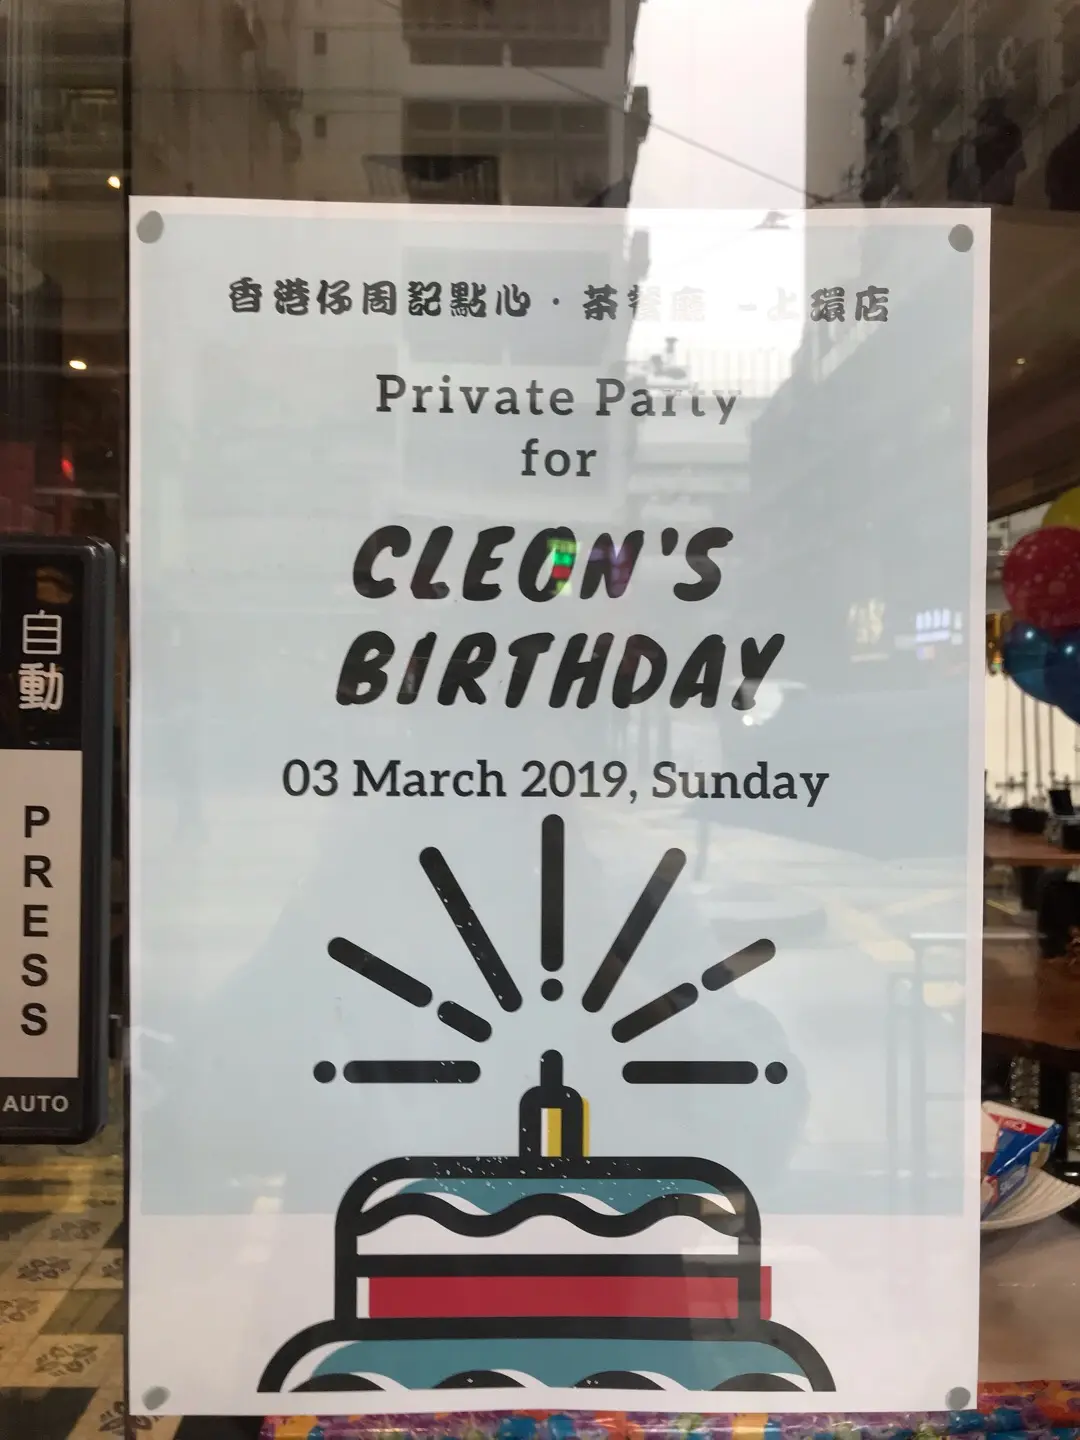 香港仔周記點心·茶餐廳 -上環店
Private Party
for
CLEON'S
BIRTHDAY
03 March 2019, Sunday
自動
PRESS
AUTO